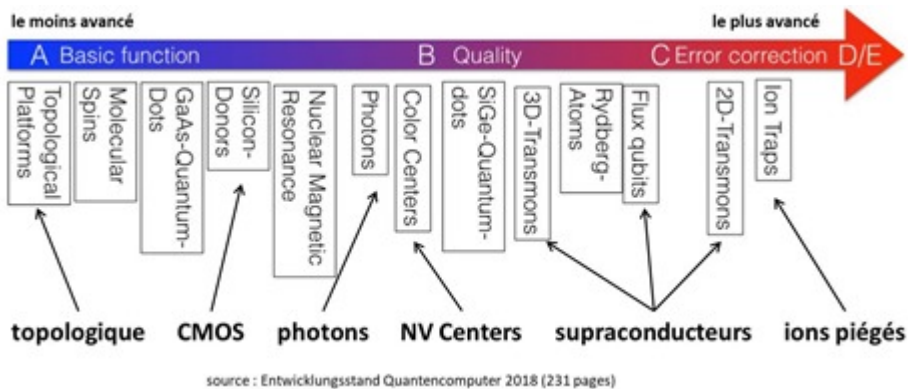 le moins avancé
le plus avancé
A Basic function B Quality C Error correction D/E
Topological
Platforms
Molecular
Spins
GaAs-Quantum-
Dots
Silicon-
Donors
Nuclear Magnetic
Resonance
Photons
Color Centers
SiGe-Quantum-
dots
3D-Transmons
Rydberg-
Atoms
Flux qubits
2D-Transmons
Ion Traps
topologique CMOS photons NV Centers supraconducteurs ions piégés
source : Entwicklungsstand Quantencomputer 2018 (231 pages)